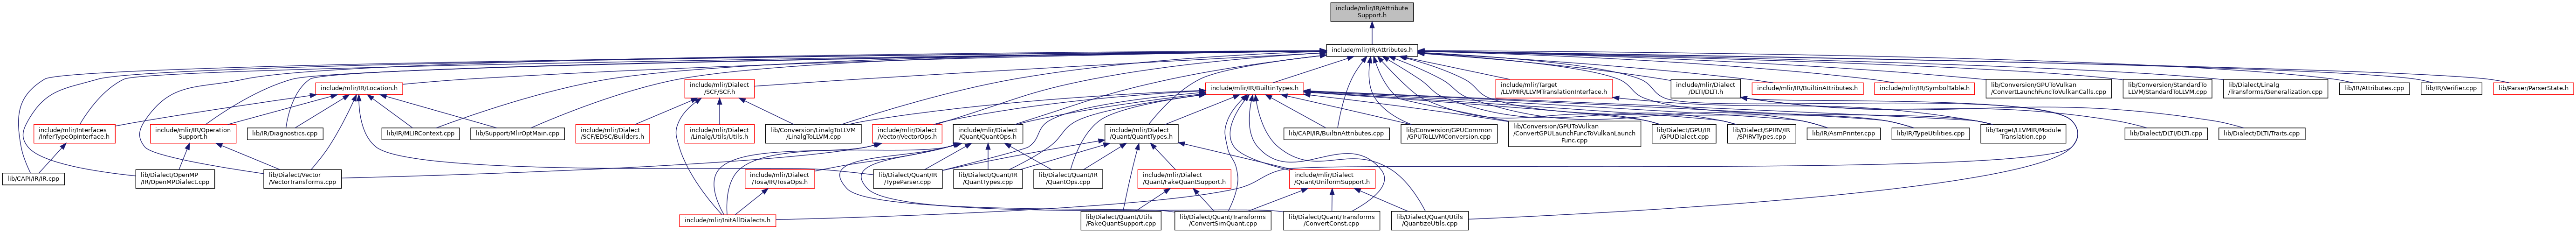 include/mlir/IR/Attribute
Support.h
include/mlir/IR/Attributes.h
include/mlir/IR/Location.h
include/mlir/Dialect
/SCF/SCF.h
include/mlir/IR/BuiltinTypes.h
include/mlir/Target
/LLVMIR/LLVMTranslationInterface.h
include/mlir/Dialect
/DLTI/DLTI.h
include/mlir/IR/BuiltinAttributes.h
include/mlir/IR/SymbolTable.h
lib/Conversion/GPUToVulkan
/ConvertLaunchFuncToVulkanCalls.cpp
lib/Conversion/StandardTo
LLVM/StandardToLLVM.cpp
lib/Dialect/Linalg
/Transforms/Generalization.cpp
lib/IR/Attributes.cpp
lib/IR/Verifier.cpp
lib/Parser/ParserState.h
include/mlir/Interfaces
/InferTypeOpInterface.h
include/mlir/IR/Operation
Support.h
lib/IR/Diagnostics.cpp
lib/IR/MLIRContext.cpp
lib/Support/MlirOptMain.cpp
include/mlir/Dialect
/SCF/EDSC/Builders.h
include/mlir/Dialect
/Linalg/Utils/Utils.h
lib/Conversion/LinalgToLLVM
/LinalgToLLVM.cpp
include/mlir/Dialect
/Vector/VectorOps.h
include/mlir/Dialect
/Quant/QuantOps.h
include/mlir/Dialect
/Quant/QuantTypes.h
lib/CAPI/IR/BuiltinAttributes.cpp
lib/Conversion/GPUCommon
/GPUToLLVMConversion.cpp
lib/Conversion/GPUToVulkan
/ConvertGPULaunchFuncToVulkanLaunch
Func.cpp
lib/Dialect/GPU/IR
/GPUDialect.cpp
lib/Dialect/SPIRV/IR
/SPIRVTypes.cpp
lib/IR/AsmPrinter.cpp
lib/IR/TypeUtilities.cpp
lib/Target/LLVMIR/Module
Translation.cpp
lib/Dialect/DLTI/DLTI.cpp
lib/Dialect/DLTI/Traits.cpp
lib/CAPI/IR/IR.cpp
lib/Dialect/OpenMP
/IR/OpenMPDialect.cpp
lib/Dialect/Vector
/VectorTransforms.cpp
include/mlir/Dialect
/Tosa/IR/TosaOps.h
lib/Dialect/Quant/IR
/TypeParser.cpp
lib/Dialect/Quant/IR
/QuantTypes.cpp
lib/Dialect/Quant/IR
/QuantOps.cpp
include/mlir/Dialect
/Quant/FakeQuantSupport.h
include/mlir/Dialect
/Quant/UniformSupport.h
include/mlir/InitAllDialects.h
lib/Dialect/Quant/Utils
/FakeQuantSupport.cpp
lib/Dialect/Quant/Transforms
/ConvertSimQuant.cpp
lib/Dialect/Quant/Transforms
/ConvertConst.cpp
lib/Dialect/Quant/Utils
/QuantizeUtils.cpp